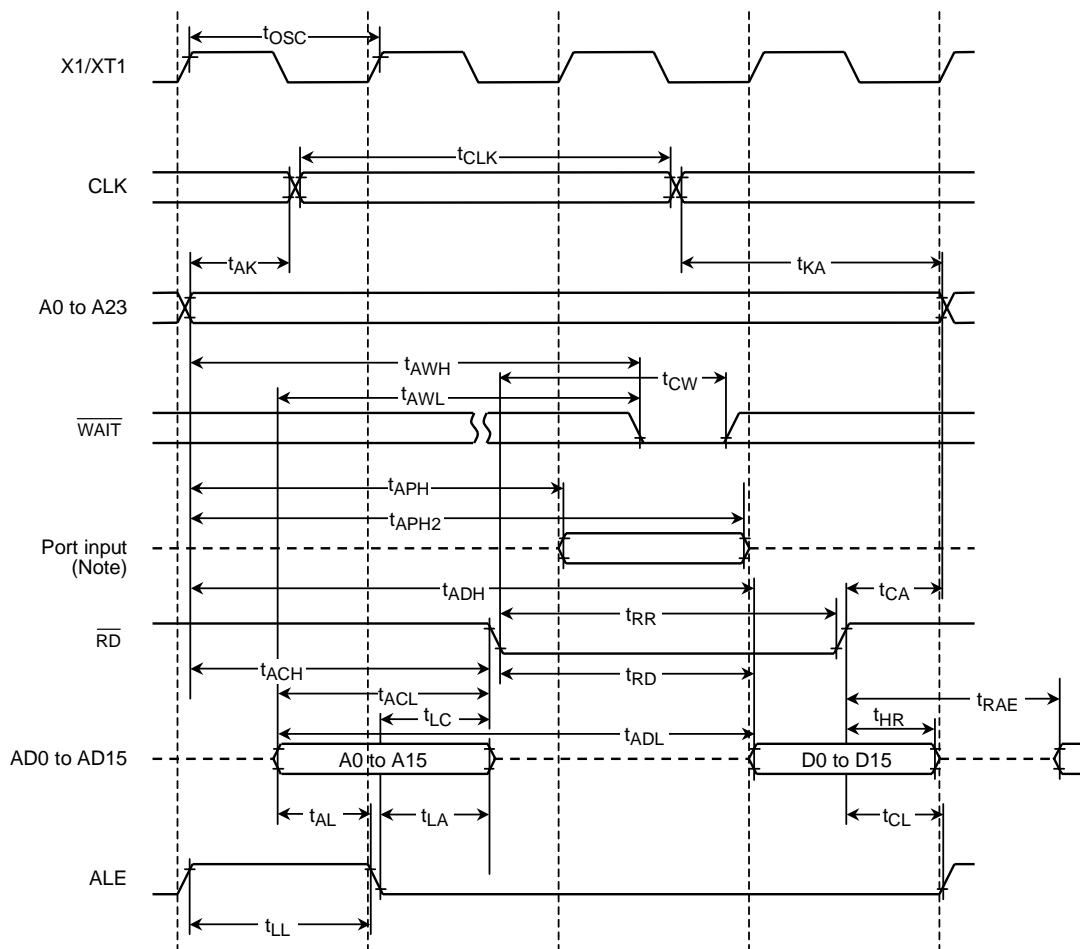 tOSC
X1/XT1
tCLK
CLK
tAK
tKA
A0 to A23
tAWH
tCW
tAWL
WAIT
tAPH
tAPH2
Port input
(Note)
tADH
tCA
tRR
RD
tACH
tRD
tACL
tRAE
tLC
tHR
tADL
AD0 to AD15
A0 to A15
D0 to D15
tAL
tLA
tCL
ALE
tLL